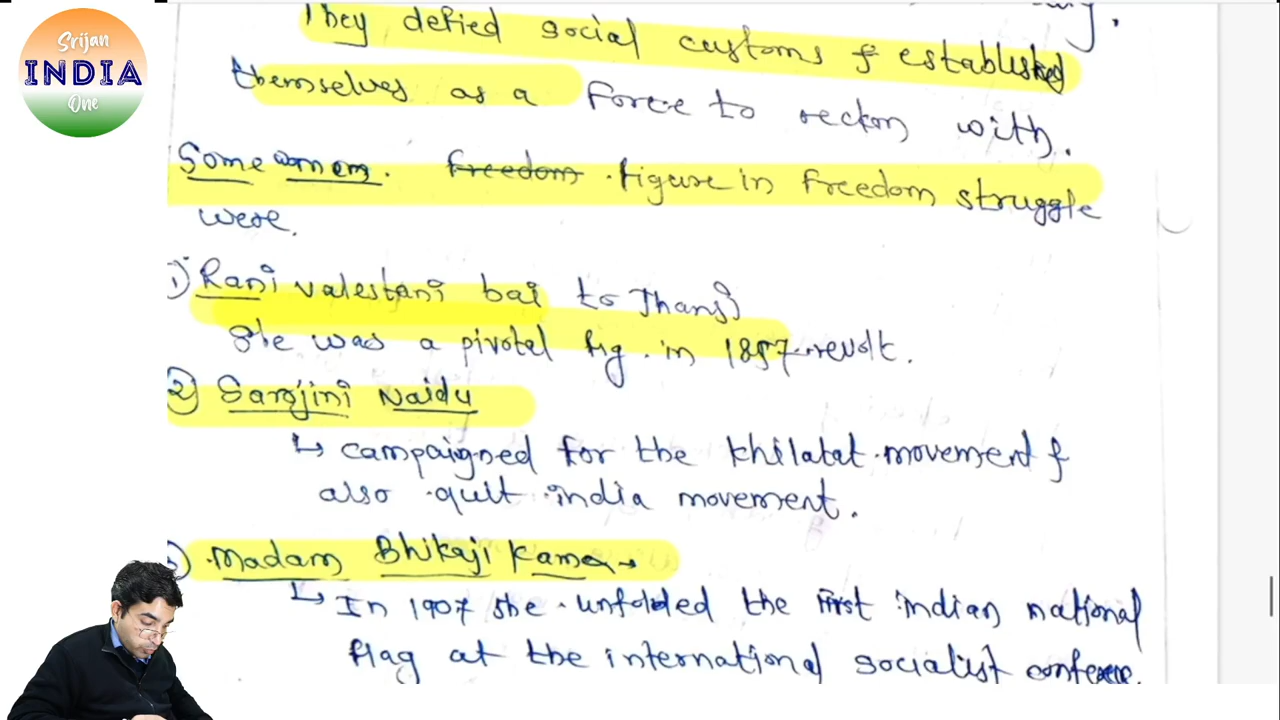 Srijan
INDIA
One
They defied social customs & established
themselves as a force to reckon with.
Some women. freedom figure in freedom struggle
were.
1) Rani valestani bai to Jhansi
She was a pivotal fig. in 1857 revolt.
2) Sarojini Naidu
↳ campaigned for the khilafat movement &
also quit india movement.
3) Madam Bhikaji Kama →
↳ In 1907 she unfolded the first indian national
flag at the international socialist conference.